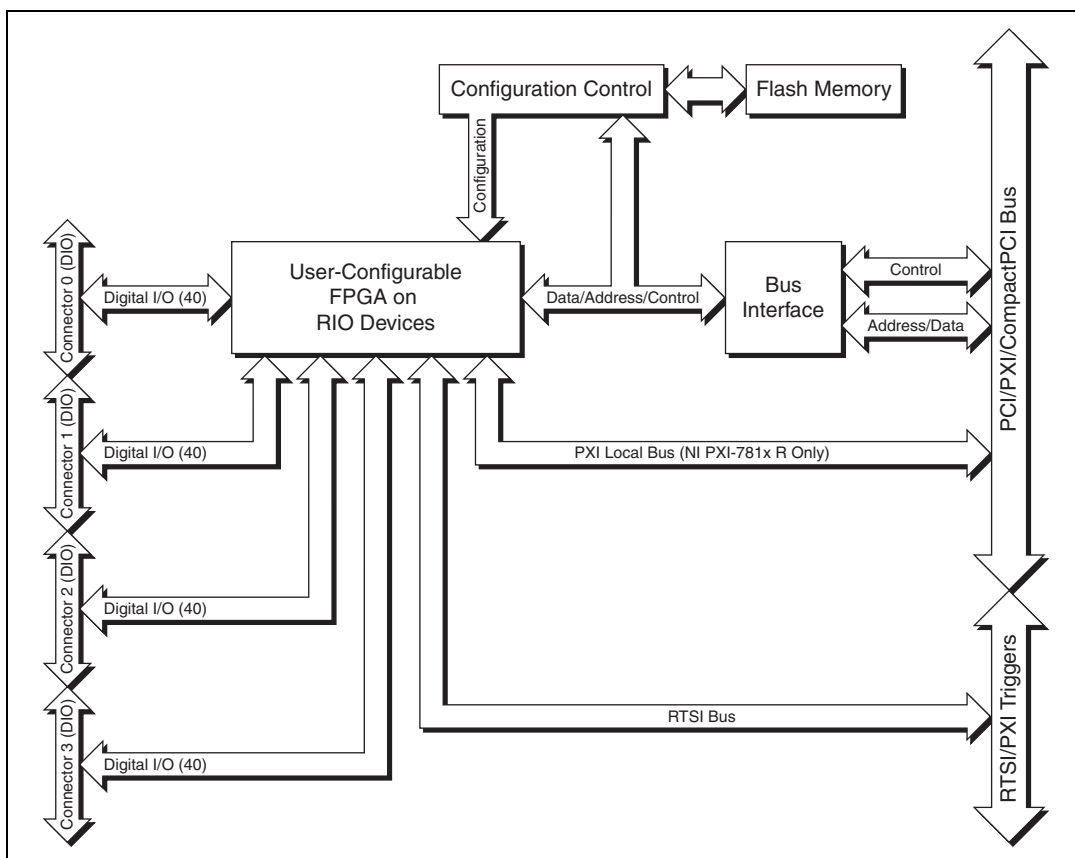 Configuration Control
Flash Memory
Configuration
PCI/PXI/CompactPCI Bus
Connector 0 (DIO)
Digital I/O (40)
User-Configurable
FPGA on
RIO Devices
Data/Address/Control
Bus
Interface
Control
Address/Data
Connector 1 (DIO)
Digital I/O (40)
PXI Local Bus (NI PXI-781x R Only)
Connector 2 (DIO)
Digital I/O (40)
RTSI/PXI Triggers
RTSI Bus
Connector 3 (DIO)
Digital I/O (40)